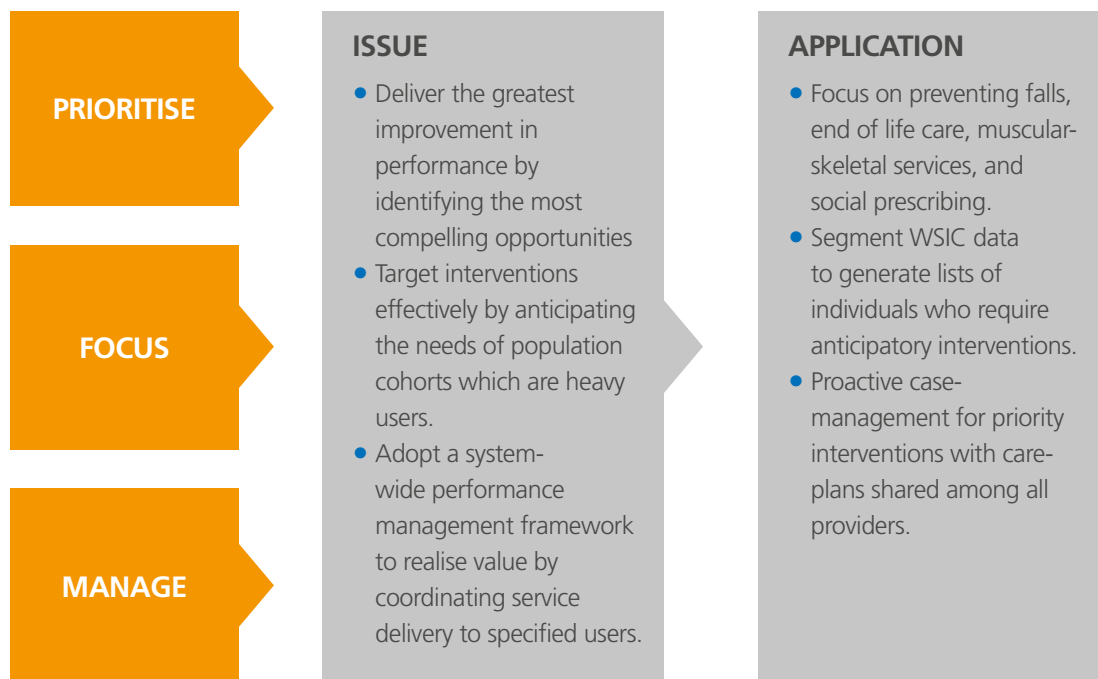 PRIORITISE
FOCUS
MANAGE
ISSUE
• Deliver the greatest
improvement in
performance by
identifying the most
compelling opportunities
• Target interventions
effectively by anticipating
the needs of population
cohorts which are heavy
users.
• Adopt a system-
wide performance
management framework
to realise value by
coordinating service
delivery to specified users.
APPLICATION
• Focus on preventing falls,
end of life care, muscular-
skeletal services, and
social prescribing.
• Segment WSIC data
to generate lists of
individuals who require
anticipatory interventions.
• Proactive case-
management for priority
interventions with care-
plans shared among all
providers.